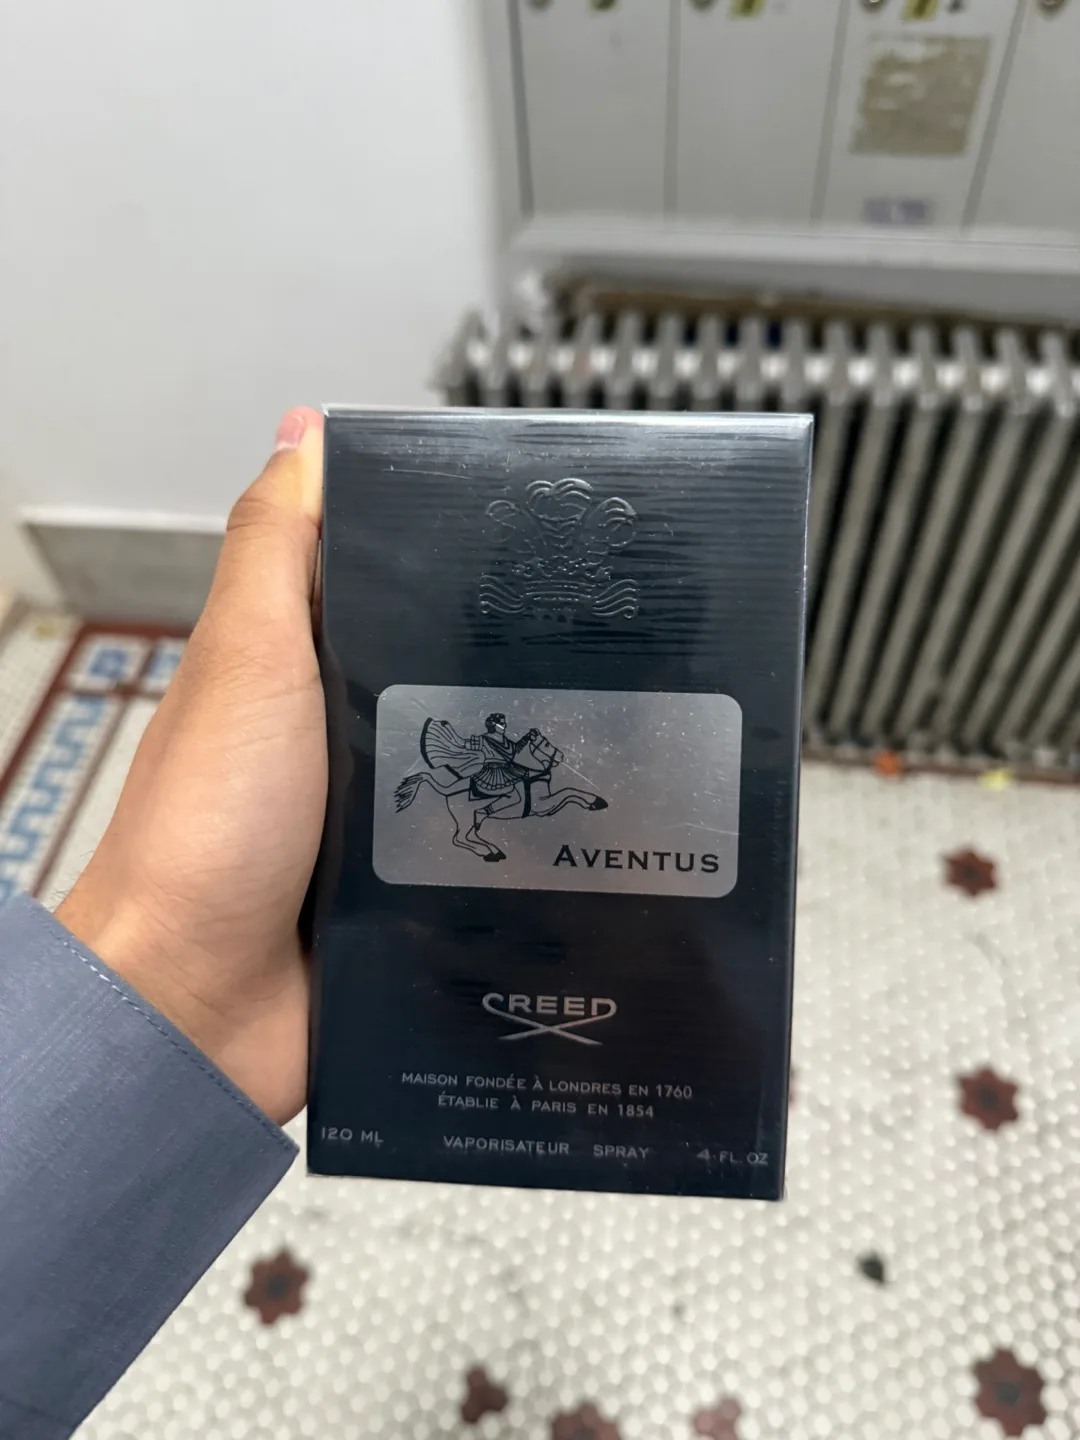 AVENTUS
CREED
MAISON FONDÉE À LONDRES EN 1760
ÉTABLIE À PARIS EN 1854
120 ML VAPORISATEUR SPRAY 4 FL. OZ